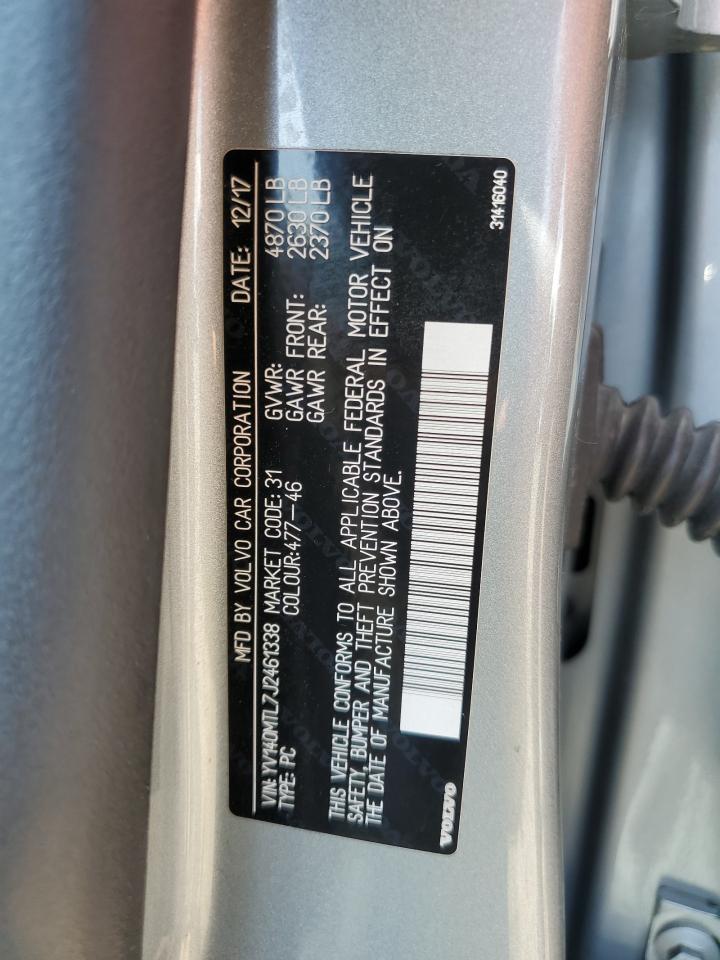 MFD BY VOLVO CAR CORPORATION DATE: 12/17
VIN: YV140MTLZJ2461338 MARKET CODE: 31 GVWR: 4870 LB
TYPE: PC COLOUR:477-46 GAWR FRONT: 2630 LB
GAWR REAR: 2370 LB
THIS VEHICLE CONFORMS TO ALL APPLICABLE FEDERAL MOTOR VEHICLE
SAFETY, BUMPER AND THEFT PREVENTION STANDARDS IN EFFECT ON
THE DATE OF MANUFACTURE SHOWN ABOVE.
VOLVO 31416040